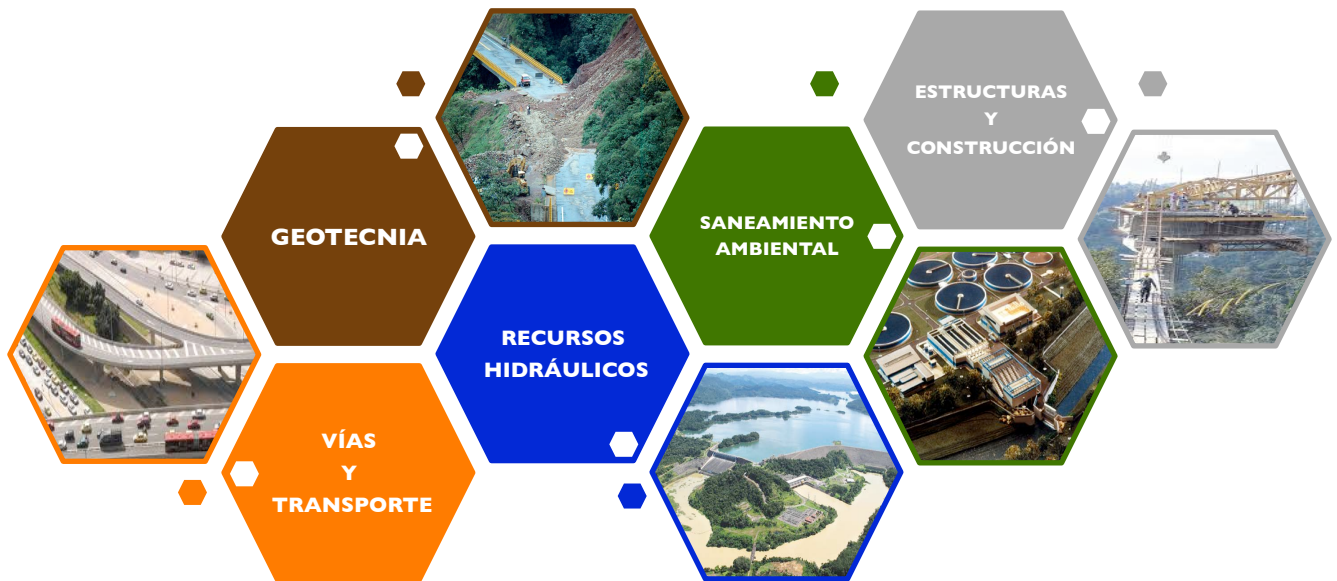 GEOTECNIA
VÍAS
Y
TRANSPORTE
RECURSOS
HIDRÁULICOS
SANEAMIENTO
AMBIENTAL
ESTRUCTURAS
Y
CONSTRUCCIÓN